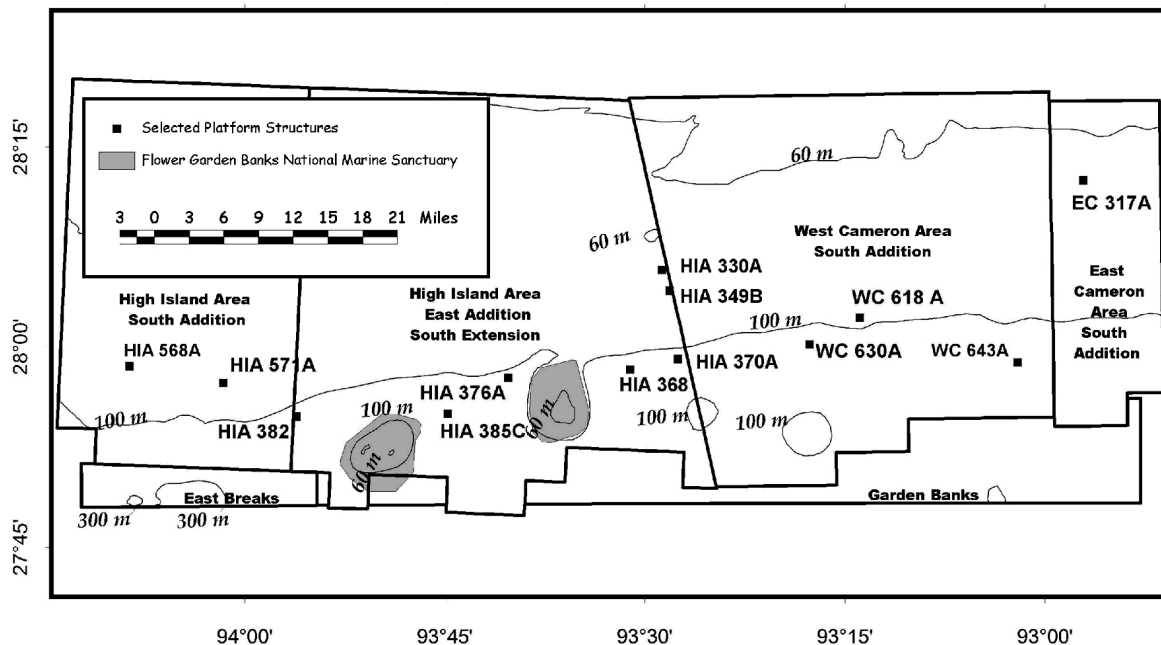 Selected Platform Structures
Flower Garden Banks National Marine Sanctuary
3 0 3 6 9 12 15 18 21 Miles
28°15'
28°00'
27°45'
60 m
EC 317A
60 m
West Cameron Area
South Addition
HIA 330A
HIA 349B
East
Cameron
Area
South
Addition
High Island Area
South Addition
High Island Area
East Addition
South Extension
WC 618 A
100 m
HIA 568A
HIA 571A
HIA 370A
WC 630A
WC 643A
HIA 376A
HIA 368
100 m
HIA 382
100 m
HIA 385C
60 m
100 m
100 m
60 m
East Breaks
Garden Banks
300 m
300 m
94°00'
93°45'
93°30'
93°15'
93°00'